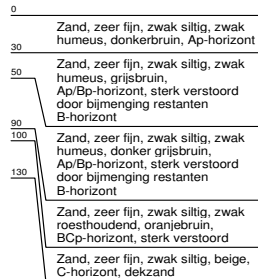 0
Zand, zeer fijn, zwak siltig, zwak
humeus, donkerbruin, Ap-horizont
30
Zand, zeer fijn, zwak siltig, zwak
humeus, grijsbruin,
Ap/Bp-horizont, sterk verstoord
door bijmenging restanten
B-horizont
50
Zand, zeer fijn, zwak siltig, zwak
humeus, donker grijsbruin,
Ap/Bp-horizont, sterk verstoord
door bijmenging restanten
B-horizont
90
Zand, zeer fijn, zwak siltig, zwak
roesthoudend, oranjebruin,
BCp-horizont, sterk verstoord
100
Zand, zeer fijn, zwak siltig, beige,
C-horizont, dekzand
130